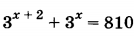 3^{x + 2} + 3^x = 810